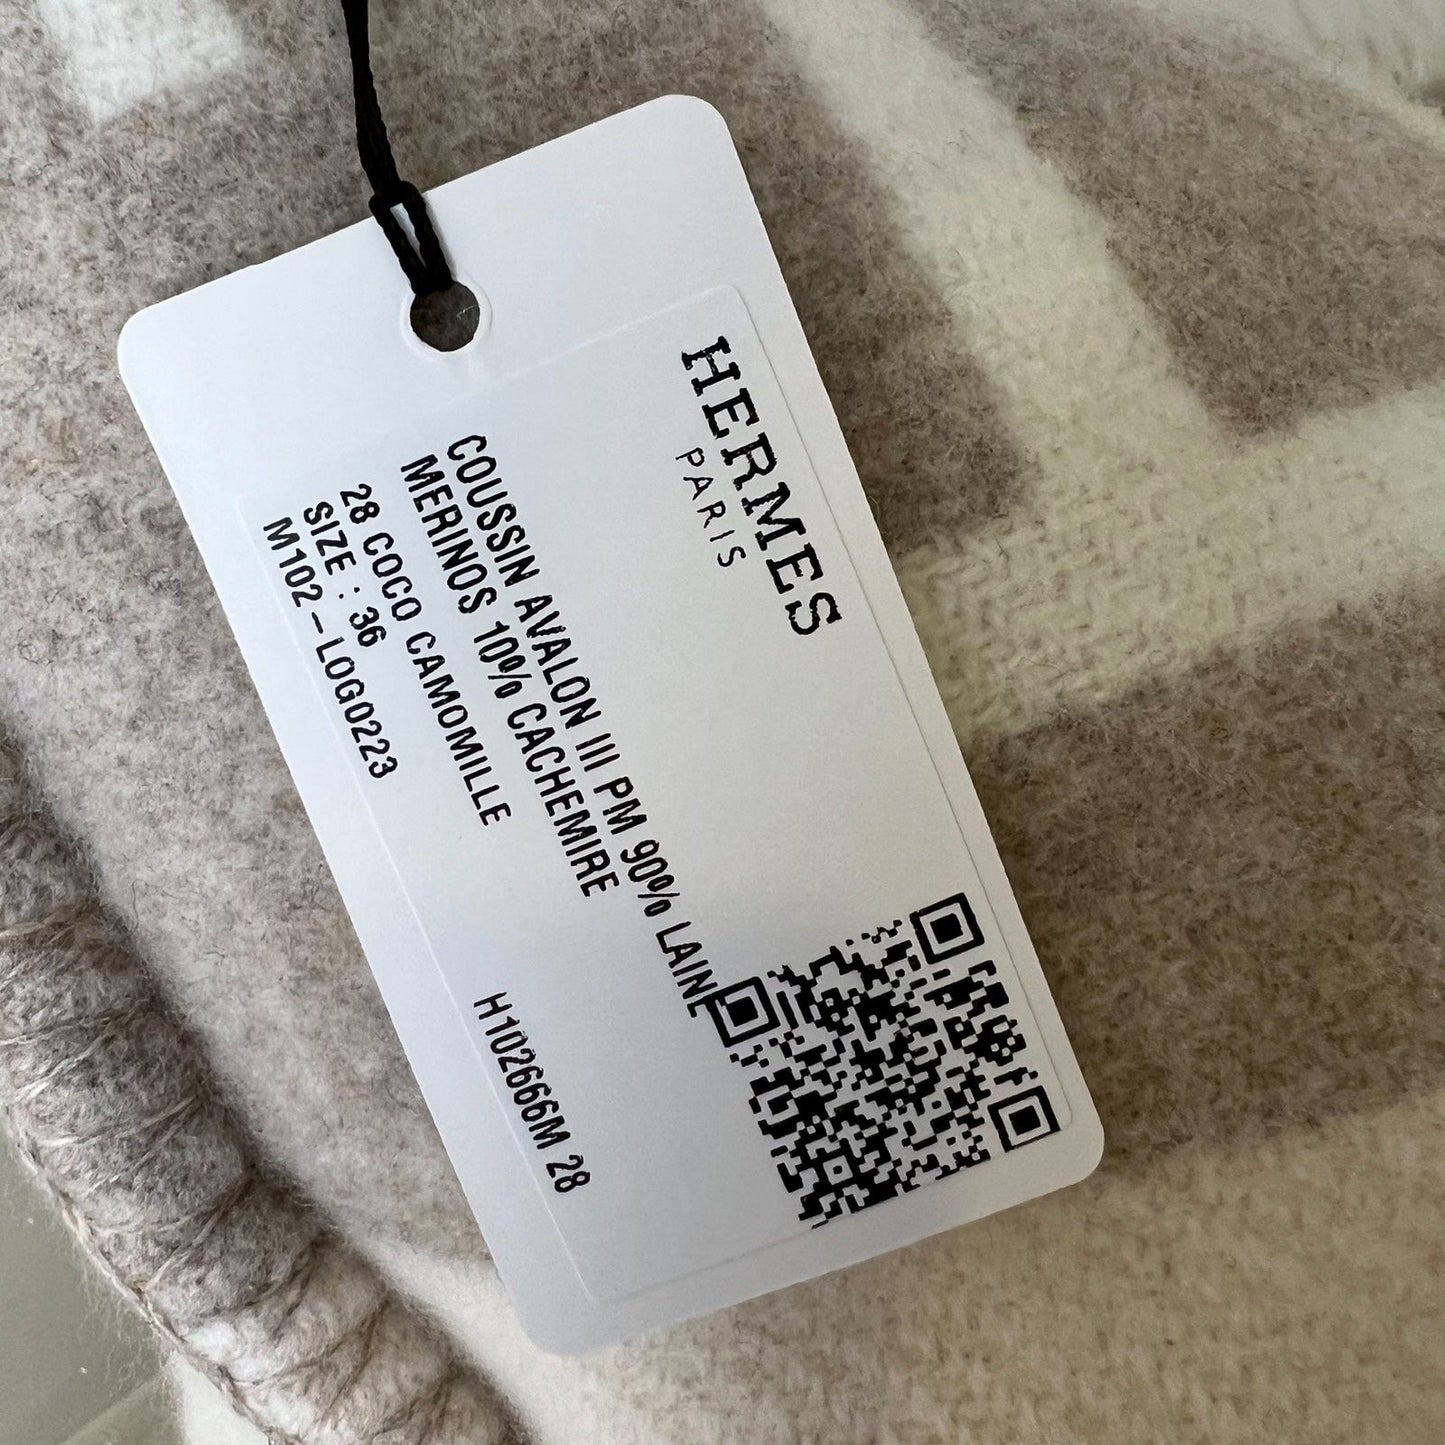 HERMES
PARIS
COUSSIN AVALON III PM 90% LAINE
MERINOS 10% CACHEMIRE
28 COCO CAMOMILLE
SIZE : 36
M102-LOG0223
H102666M 28